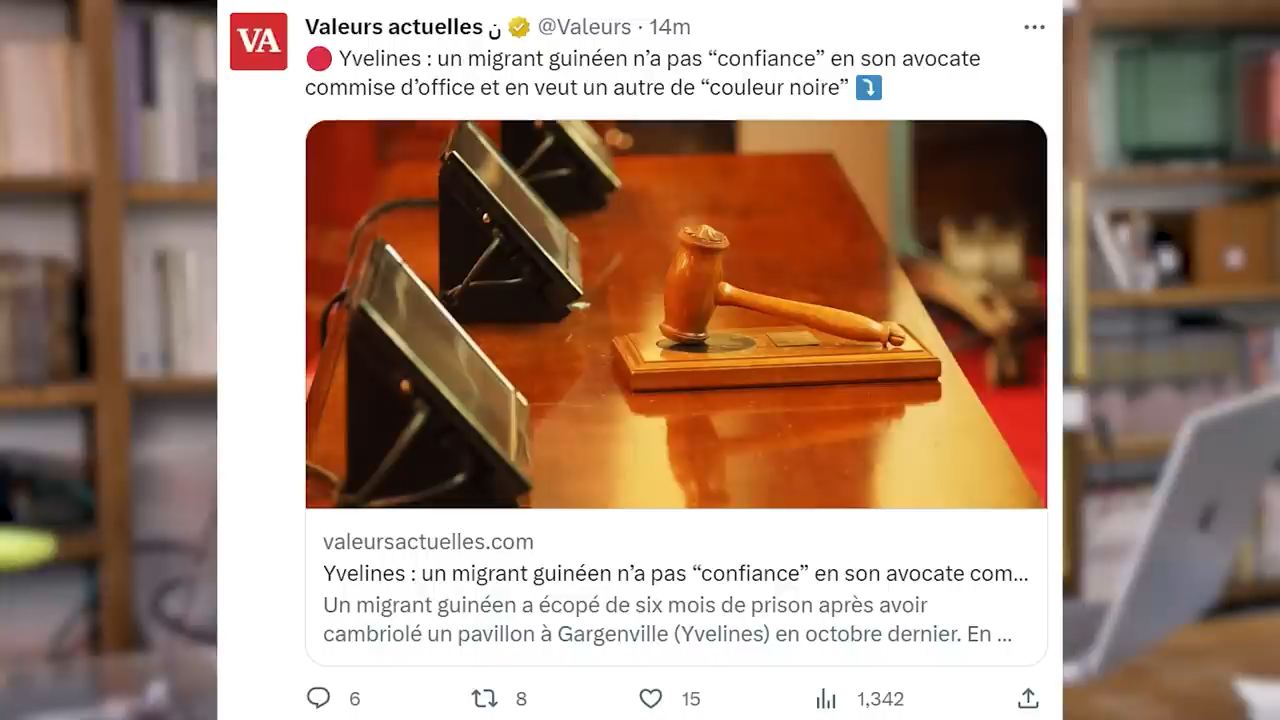 VA
Valeurs actuelles ن @Valeurs · 14m
Yvelines : un migrant guinéen n’a pas “confiance” en son avocate
commise d’office et en veut un autre de “couleur noire”
valeursactuelles.com
Yvelines : un migrant guinéen n’a pas “confiance” en son avocate com...
Un migrant guinéen a écopé de six mois de prison après avoir
cambriolé un pavillon à Gargenville (Yvelines) en octobre dernier. En ...
6 8 15 1,342